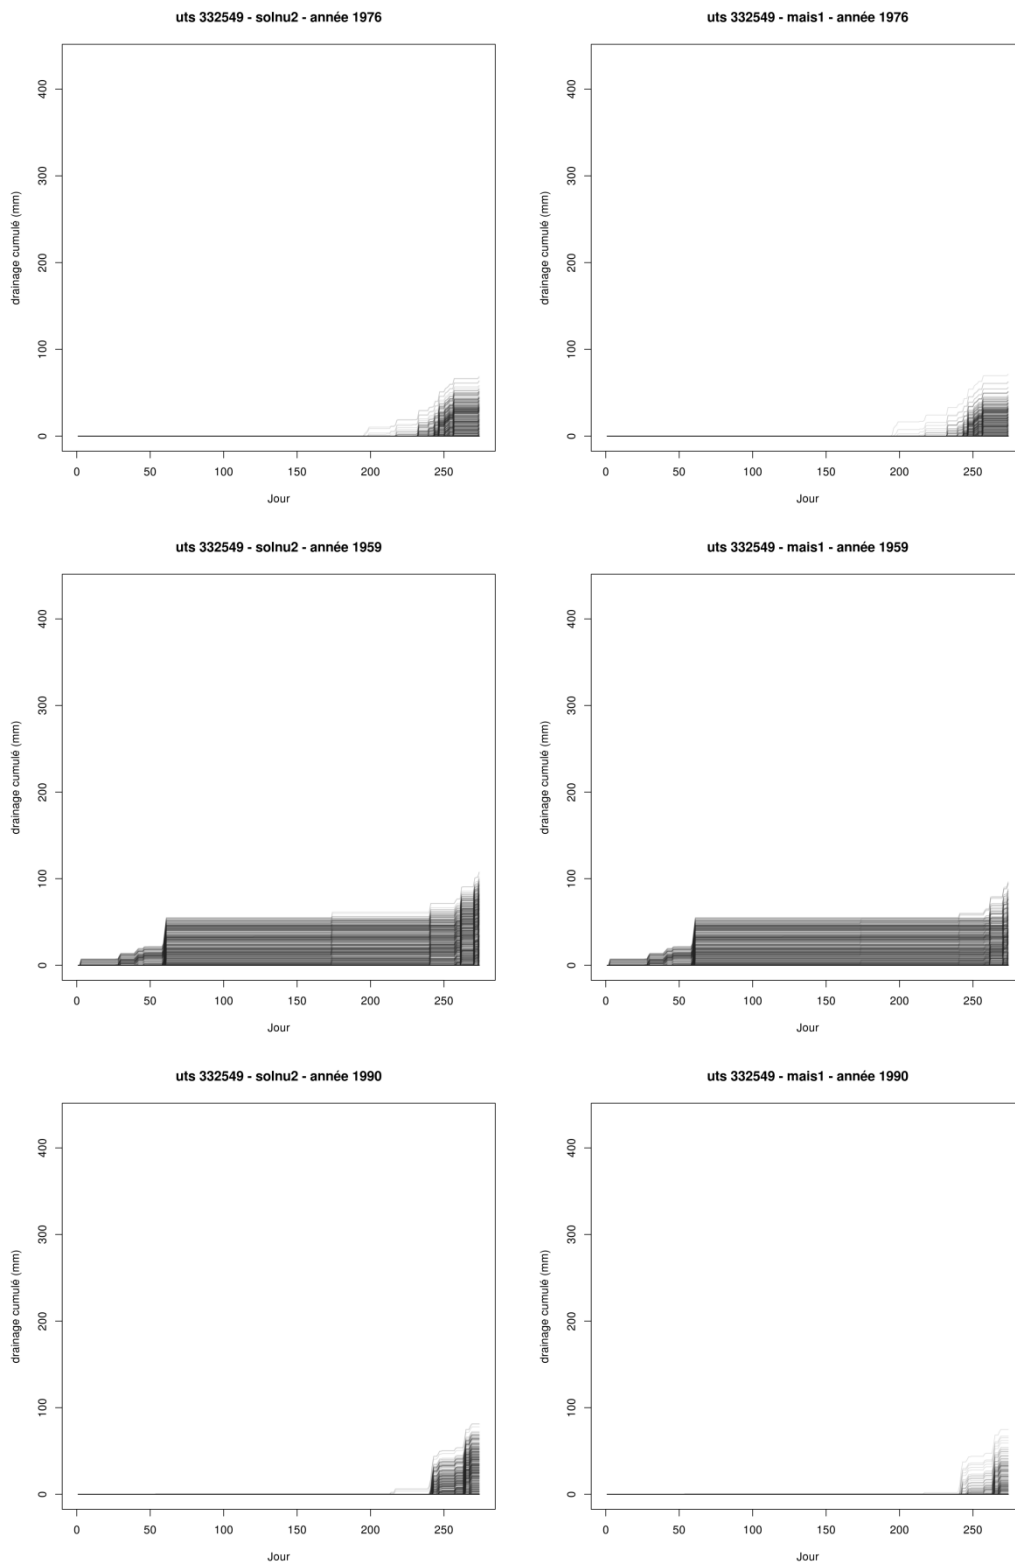 uts 332549 - solnu2 - année 1976
drainage cumulé (mm)
400
300
200
100
0
0 50 100 150 200 250
Jour
uts 332549 - mais1 - année 1976
drainage cumulé (mm)
400
300
200
100
0
0 50 100 150 200 250
Jour
uts 332549 - solnu2 - année 1959
drainage cumulé (mm)
400
300
200
100
0
0 50 100 150 200 250
Jour
uts 332549 - mais1 - année 1959
drainage cumulé (mm)
400
300
200
100
0
0 50 100 150 200 250
Jour
uts 332549 - solnu2 - année 1990
drainage cumulé (mm)
400
300
200
100
0
0 50 100 150 200 250
Jour
uts 332549 - mais1 - année 1990
drainage cumulé (mm)
400
300
200
100
0
0 50 100 150 200 250
Jour